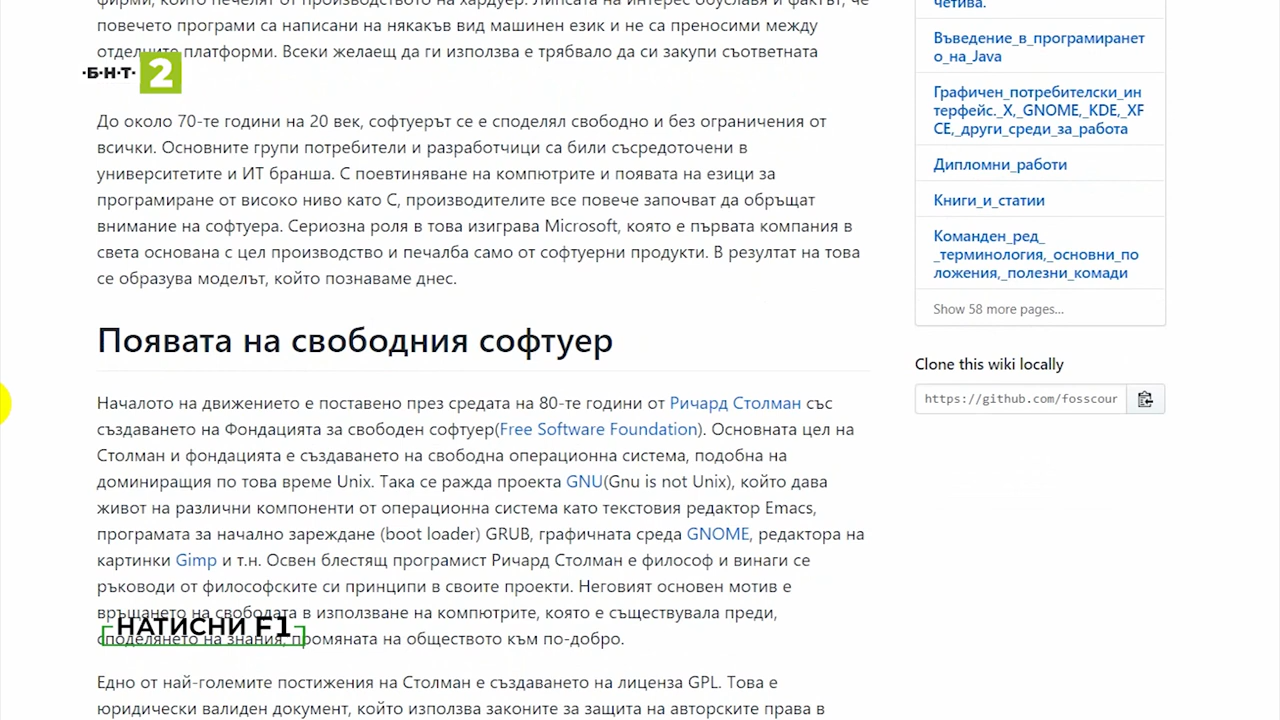 фирми, които печелят от производството на хардуер. Липсата на интерес обуславя и фактът, че
повечето програми са написани на някакъв вид машинен език и не са преносими между
отделните платформи. Всеки желаещ да ги използва е трябвало да си закупи съответната
·Б·Н·Т· 2
До около 70-те години на 20 век, софтуерът се е споделял свободно и без ограничения от
всички. Основните групи потребители и разработчици са били съсредоточени в
университетите и ИТ бранша. С поевтиняване на компютрите и появата на езици за
програмиране от високо ниво като С, производителите все повече започват да обръщат
внимание на софтуера. Сериозна роля в това изиграва Microsoft, която е първата компания в
света основана с цел производство и печалба само от софтуерни продукти. В резултат на това
се образува моделът, който познаваме днес.
Появата на свободния софтуер
Началото на движението е поставено през средата на 80-те години от Ричард Столман със
създаването на Фондацията за свободен софтуер(Free Software Foundation). Основната цел на
Столман и фондацията е създаването на свободна операционна система, подобна на
доминиращия по това време Unix. Така се ражда проекта GNU(Gnu is not Unix), който дава
живот на различни компоненти от операционна система като текстовия редактор Emacs,
програмата за начално зареждане (boot loader) GRUB, графичната среда GNOME, редактора на
картинки Gimp и т.н. Освен блестящ програмист Ричард Столман е философ и винаги се
ръководи от философските си принципи в своите проекти. Неговият основен мотив е
връщането на свободата в използване на компютрите, която е съществувала преди,
споделянето на знания, промяната на обществото към по-добро.
НАТИСНИ F1
Едно от най-големите постижения на Столман е създаването на лиценза GPL. Това е
юридически валиден документ, който използва законите за защита на авторските права в
четива.
Въведение_в_програмиранет
о_на_Java
Графичен_потребителски_ин
терфейс._X,_GNOME,_KDE,_XF
CE,_други_среди_за_работа
Дипломни_работи
Книги_и_статии
Команден_ред_
_терминология,_основни_по
ложения,_полезни_комади
Show 58 more pages...
Clone this wiki locally
https://github.com/fosscour